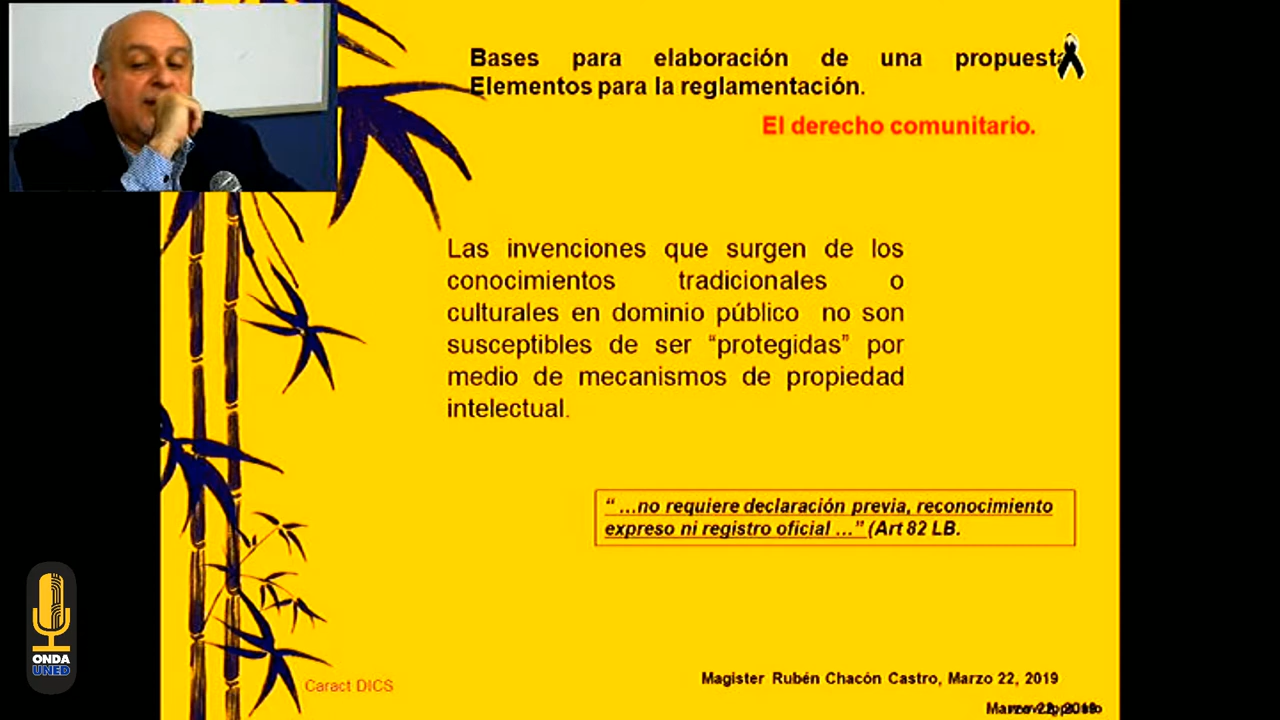 Bases para elaboración de una propuesta
Elementos para la reglamentación.
El derecho comunitario.
Las invenciones que surgen de los
conocimientos tradicionales o
culturales en dominio público no son
susceptibles de ser “protegidas” por
medio de mecanismos de propiedad
intelectual.
“ …no requiere declaración previa, reconocimiento
expreso ni registro oficial …” (Art 82 LB.
ONDA
UNED
Caract DICS
Magister Rubén Chacón Castro, Marzo 22, 2019